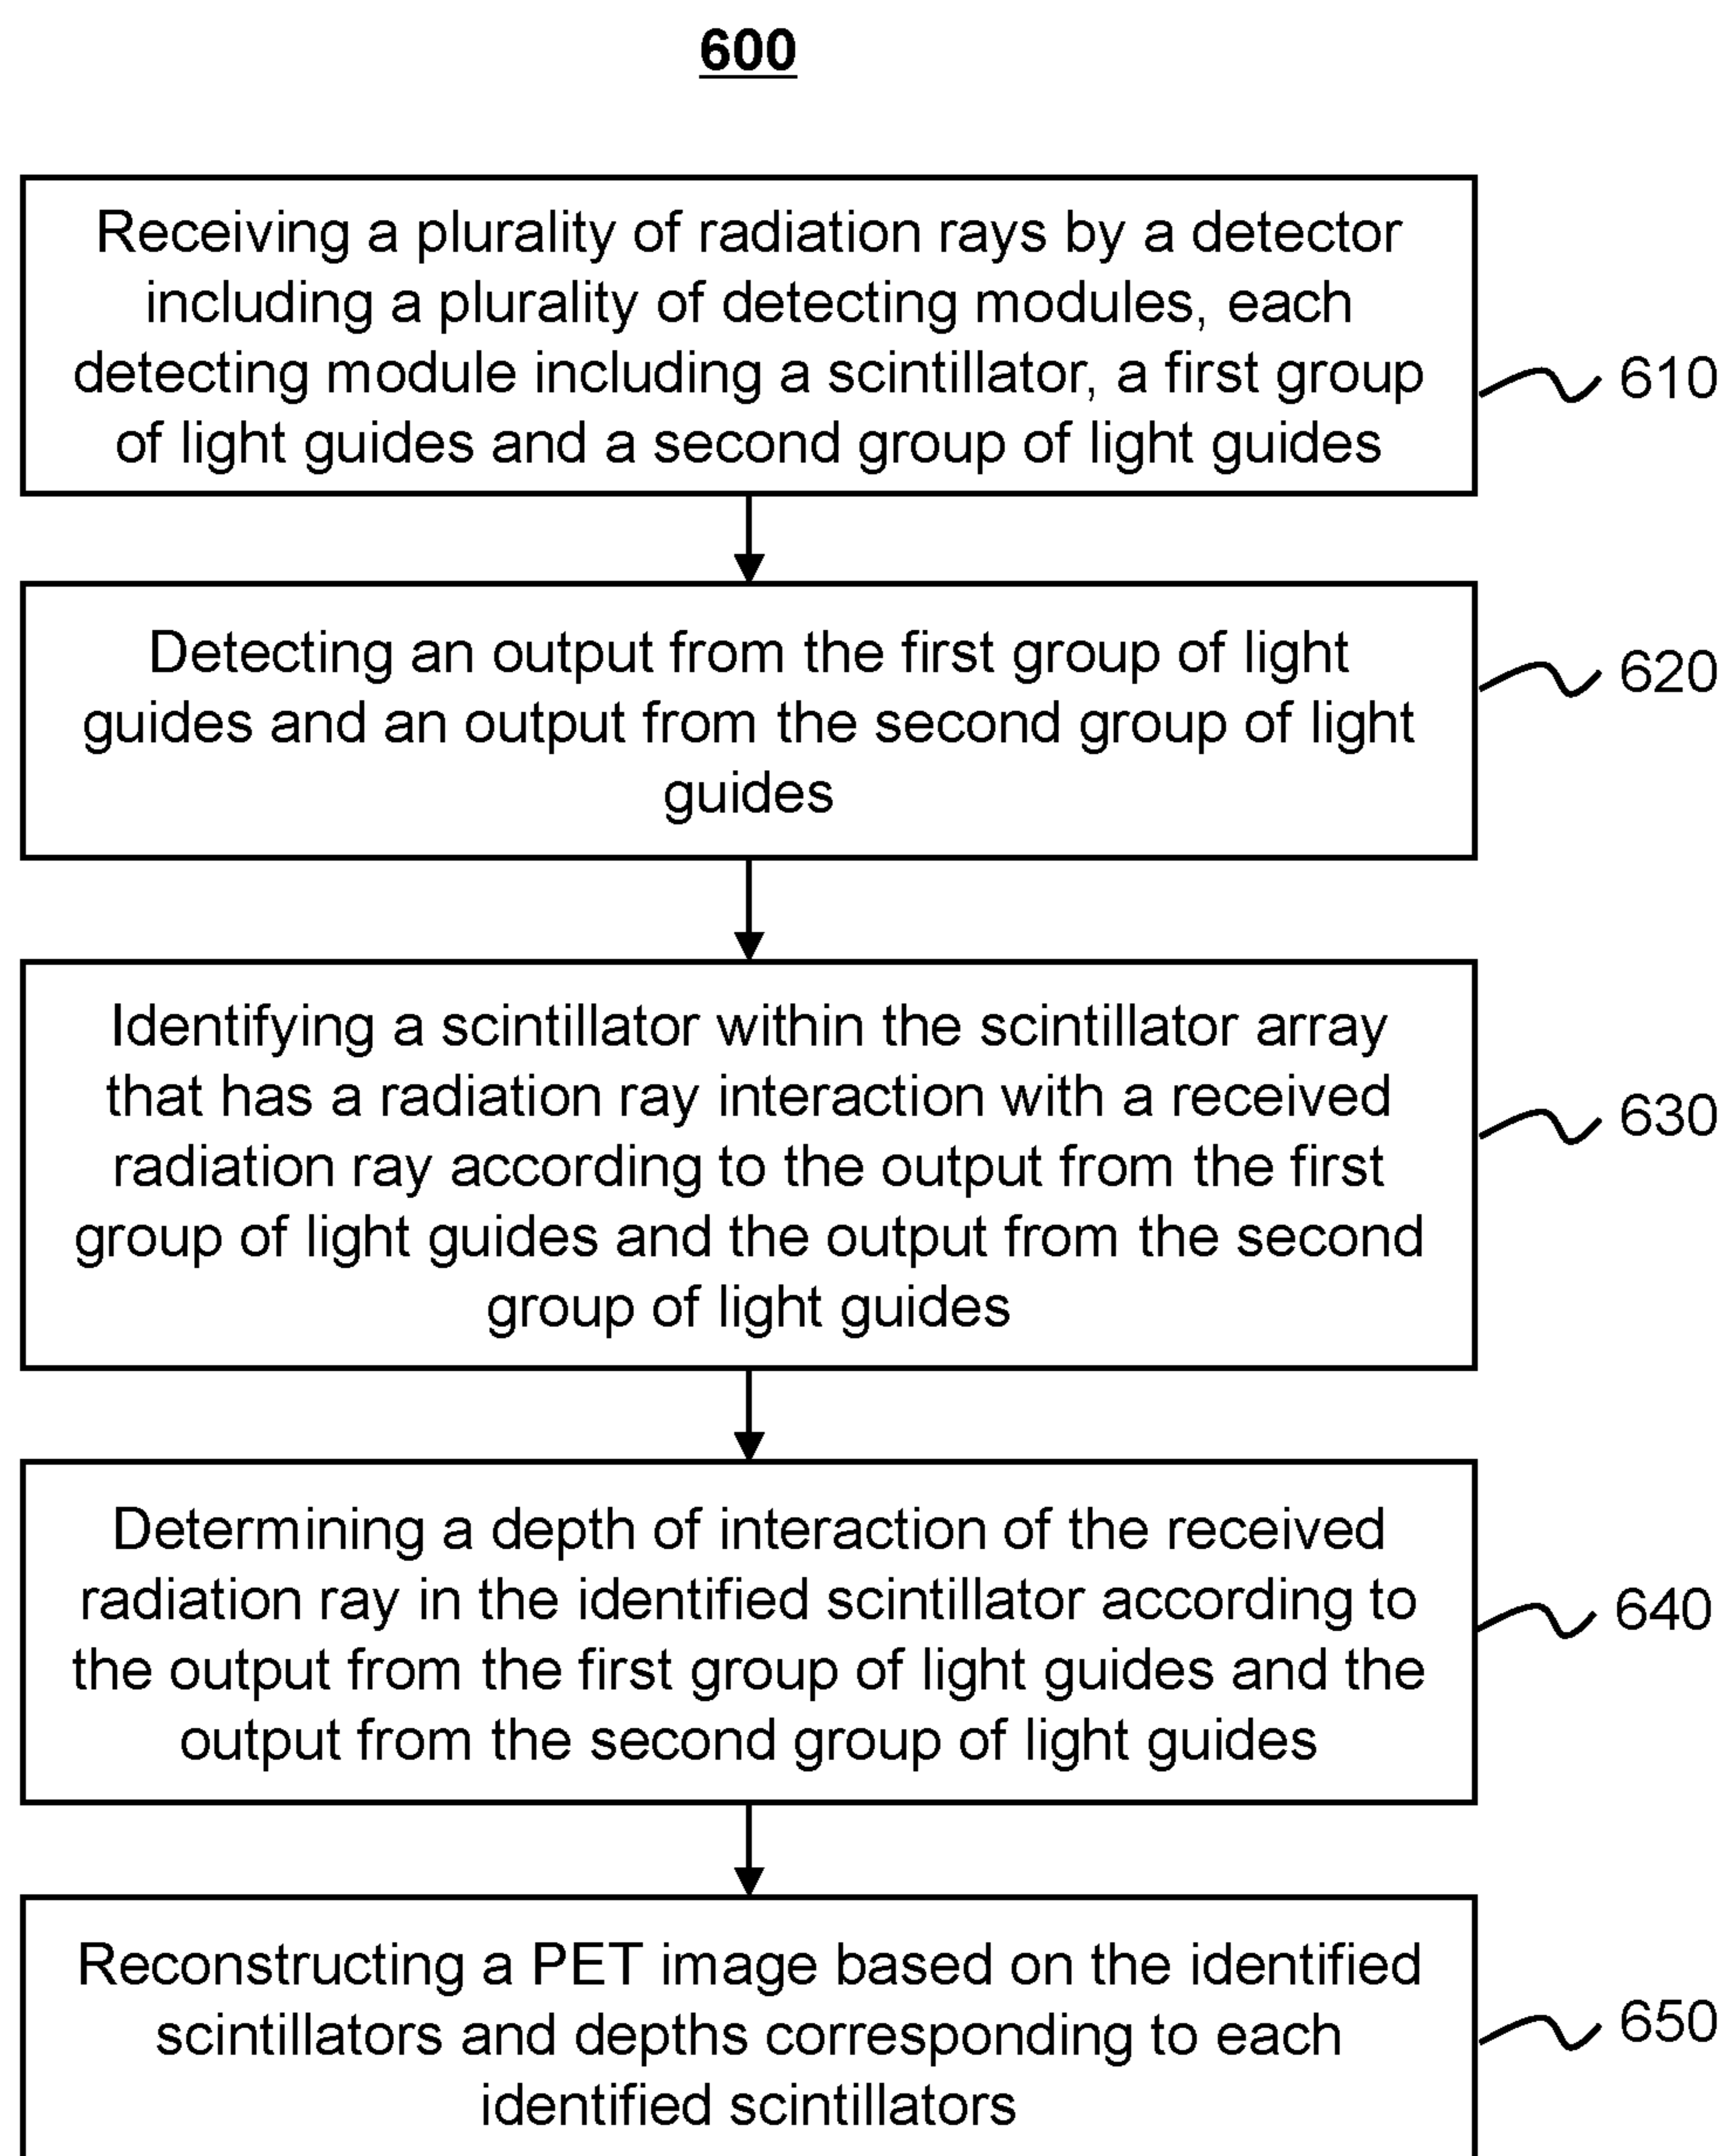 600
Receiving a plurality of radiation rays by a detector
including a plurality of detecting modules, each
detecting module including a scintillator, a first group
of light guides and a second group of light guides
610
Detecting an output from the first group of light
guides and an output from the second group of light
guides
620
Identifying a scintillator within the scintillator array
that has a radiation ray interaction with a received
radiation ray according to the output from the first
group of light guides and the output from the second
group of light guides
630
Determining a depth of interaction of the received
radiation ray in the identified scintillator according to
the output from the first group of light guides and the
output from the second group of light guides
640
Reconstructing a PET image based on the identified
scintillators and depths corresponding to each
identified scintillators
650